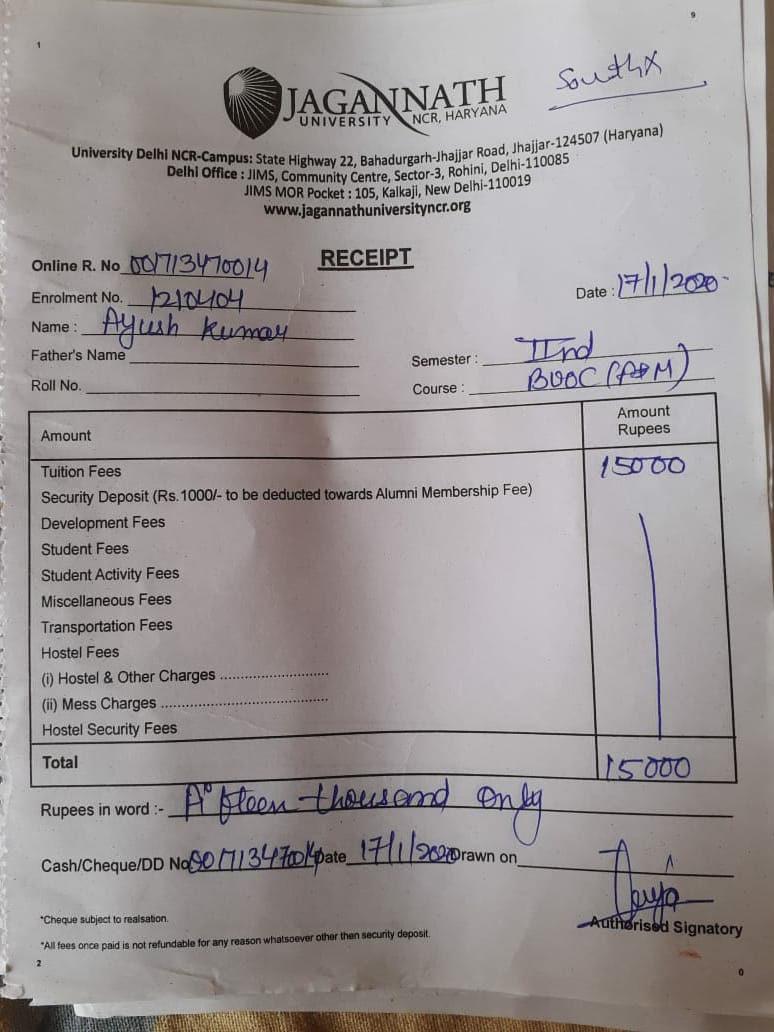 9
1
SouthX
JAGANNATH
UNIVERSITY NCR, HARYANA
University Delhi NCR-Campus: State Highway 22, Bahadurgarh-Jhajjar Road, Jhajjar-124507 (Haryana)
Delhi Office : JIMS, Community Centre, Sector-3, Rohini, Delhi-110085
JIMS MOR Pocket : 105, Kalkaji, New Delhi-110019
www.jagannathuniversityncr.org
RECEIPT
Online R. No 001713470014
Enrolment No. 1210404 Date : 17/1/2020
Name : Ayush Kumar
Father's Name Semester : IInd
Roll No. Course : BVOC
Amount Amount Rupees
Tuition Fees 15000
Security Deposit (Rs.1000/- to be deducted towards Alumni Membership Fee)
Development Fees
Student Fees
Student Activity Fees
Miscellaneous Fees
Transportation Fees
Hostel Fees
(i) Hostel & Other Charges ..........................
(ii) Mess Charges ........................................
Hostel Security Fees
Total 15000
Rupees in word :- Fifteen thousand only
Cash/Cheque/DD No 001713470014 Date 17/1/2020 Drawn on
Authorised Signatory
*Cheque subject to realsation.
*All fees once paid is not refundable for any reason whatsoever other then security deposit.
2
0